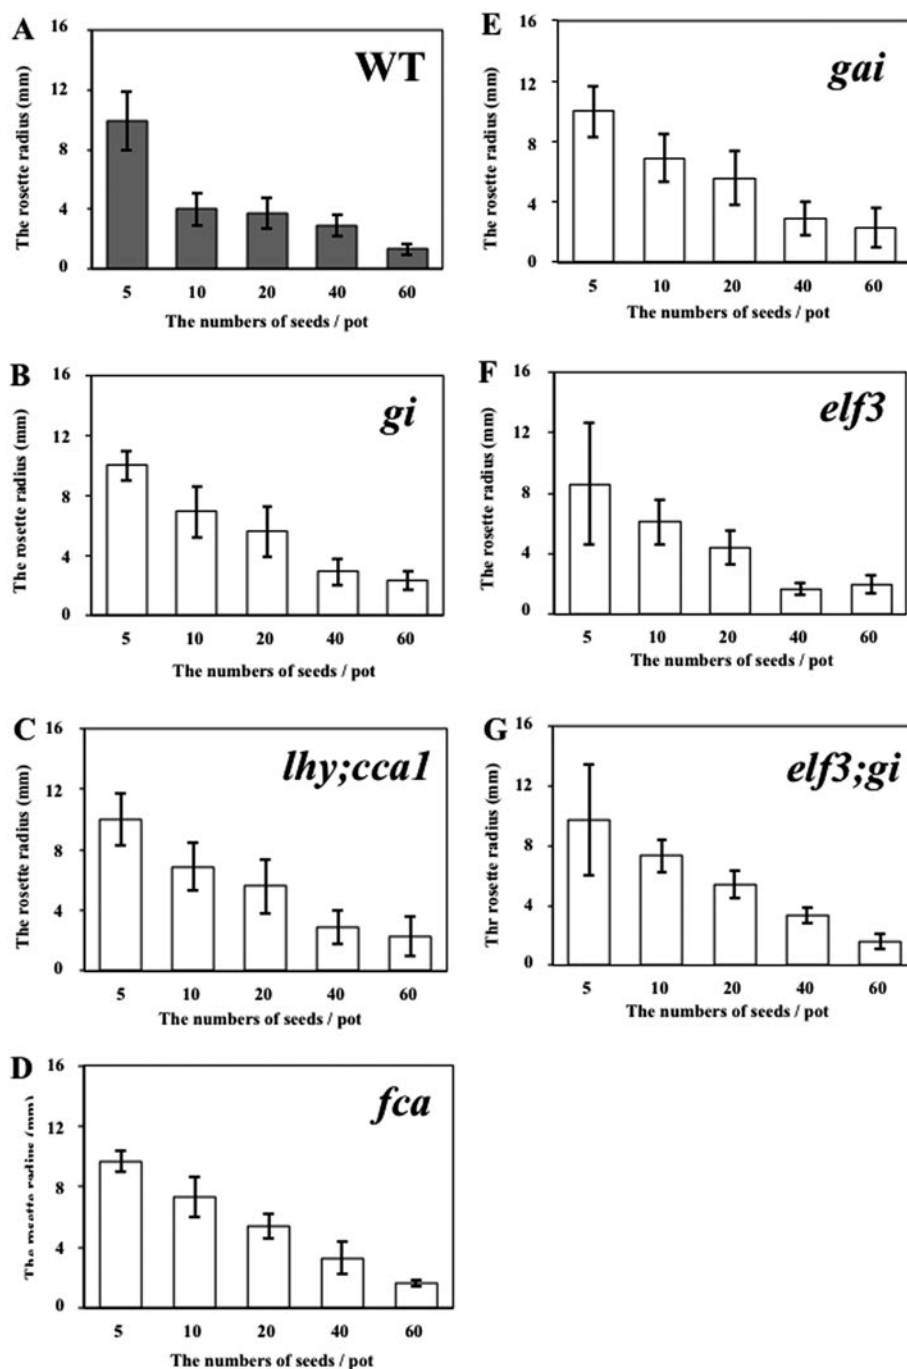 A
16
12
8
4
0
The rosette radius (mm)
WT
5 10 20 40 60
The numbers of seeds / pot
B
16
12
8
4
0
The rosette radius (mm)
gi
5 10 20 40 60
The numbers of seeds / pot
C
16
12
8
4
0
The rosette radius (mm)
lhy;cca1
5 10 20 40 60
The numbers of seeds / pot
D
16
12
8
4
0
The rosette radius (mm)
fca
5 10 20 40 60
The numbers of seeds / pot
E
16
12
8
4
0
The rosette radius (mm)
gai
5 10 20 40 60
The numbers of seeds / pot
F
16
12
8
4
0
The rosette radius (mm)
elf3
5 10 20 40 60
The numbers of seeds / pot
G
16
12
8
4
0
Thr rosette radius (mm)
elf3;gi
5 10 20 40 60
The numbers of seeds / pot